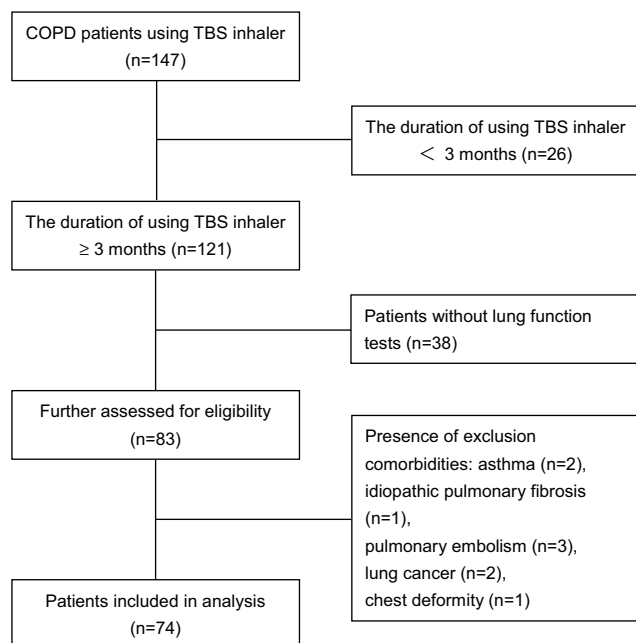 COPD patients using TBS inhaler
(n=147)
The duration of using TBS inhaler
< 3 months (n=26)
The duration of using TBS inhaler
≥ 3 months (n=121)
Patients without lung function
tests (n=38)
Further assessed for eligibility
(n=83)
Presence of exclusion
comorbidities: asthma (n=2),
idiopathic pulmonary fibrosis
(n=1),
pulmonary embolism (n=3),
lung cancer (n=2),
chest deformity (n=1)
Patients included in analysis
(n=74)